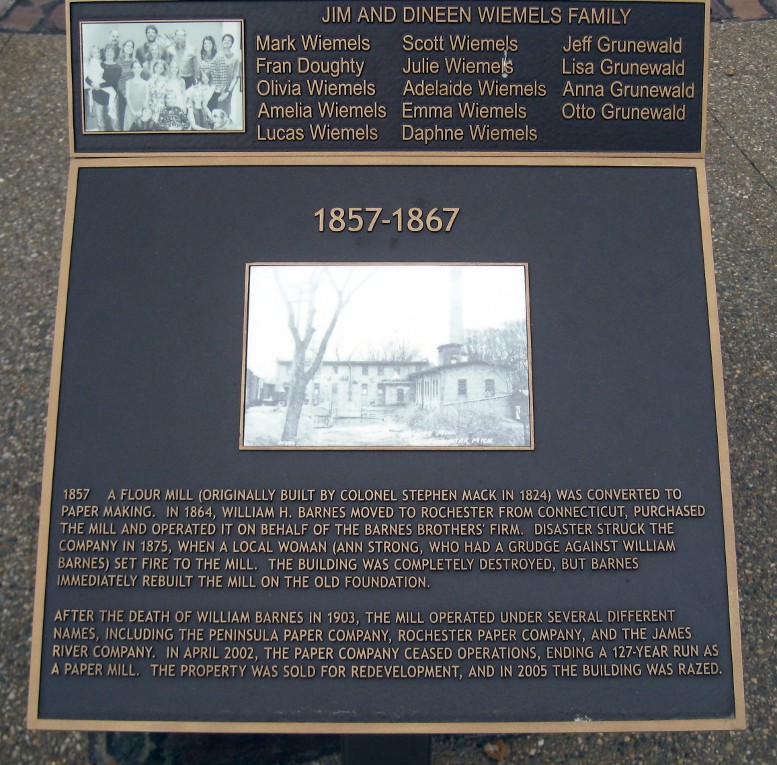 JIM AND DINEEN WIEMELS FAMILY
Mark Wiemels Scott Wiemels Jeff Grunewald
Fran Doughty Julie Wiemels Lisa Grunewald
Olivia Wiemels Adelaide Wiemels Anna Grunewald
Amelia Wiemels Emma Wiemels Otto Grunewald
Lucas Wiemels Daphne Wiemels
1857-1867
MICH
1857 A FLOUR MILL (ORIGINALLY BUILT BY COLONEL STEPHEN MACK IN 1824) WAS CONVERTED TO
PAPER MAKING. IN 1864, WILLIAM H. BARNES MOVED TO ROCHESTER FROM CONNECTICUT, PURCHASED
THE MILL AND OPERATED IT ON BEHALF OF THE BARNES BROTHERS' FIRM. DISASTER STRUCK THE
COMPANY IN 1875, WHEN A LOCAL WOMAN (ANN STRONG, WHO HAD A GRUDGE AGAINST WILLIAM
BARNES) SET FIRE TO THE MILL. THE BUILDING WAS COMPLETELY DESTROYED, BUT BARNES
IMMEDIATELY REBUILT THE MILL ON THE OLD FOUNDATION.
AFTER THE DEATH OF WILLIAM BARNES IN 1903, THE MILL OPERATED UNDER SEVERAL DIFFERENT
NAMES, INCLUDING THE PENINSULA PAPER COMPANY, ROCHESTER PAPER COMPANY, AND THE JAMES
RIVER COMPANY. IN APRIL 2002, THE PAPER COMPANY CEASED OPERATIONS, ENDING A 127-YEAR RUN AS
A PAPER MILL. THE PROPERTY WAS SOLD FOR REDEVELOPMENT, AND IN 2005 THE BUILDING WAS RAZED.